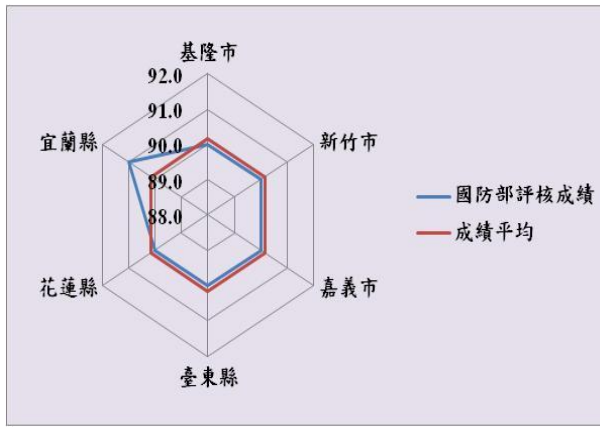 基隆市
92.0
91.0
90.0
89.0
88.0
宜蘭縣
新竹市
花蓮縣
嘉義市
臺東縣
國防部評核成績
成績平均